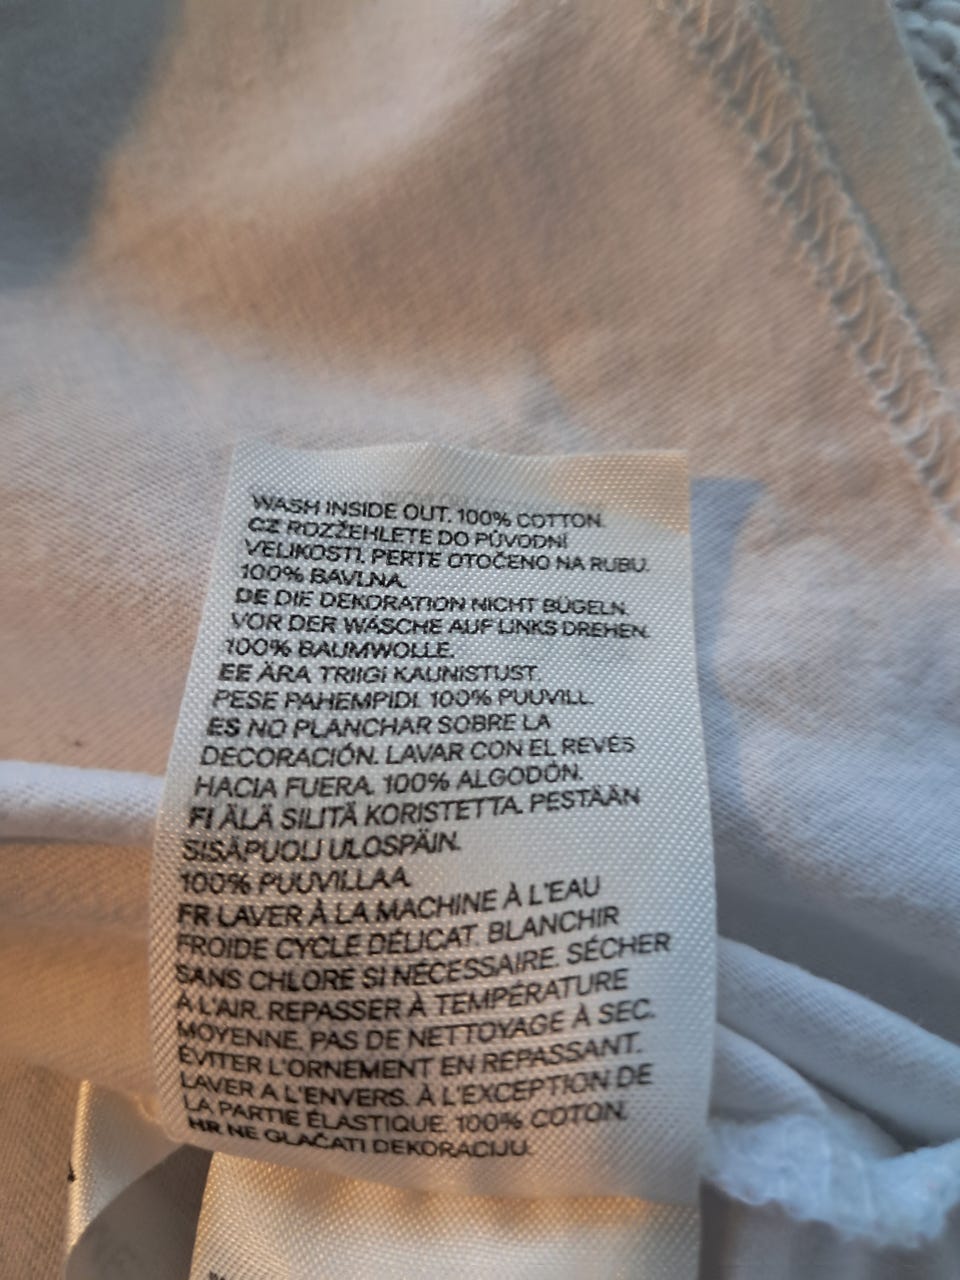 WASH INSIDE OUT. 100% COTTON.
CZ ROZŽEHLETE DO PŮVODNÍ
VELIKOSTI. PERTE OTOČENO NA RUBU.
100% BAVLNA.
DE DIE DEKORATION NICHT BÜGELN.
VOR DER WÄSCHE AUF LINKS DREHEN.
100% BAUMWOLLE.
EE ÄRA TRIIGI KAUNISTUST.
PESE PAHEMPIDI. 100% PUUVILL.
ES NO PLANCHAR SOBRE LA
DECORACIÓN. LAVAR CON EL REVÉS
HACIA FUERA. 100% ALGODÓN.
FI ÄLÄ SILITÄ KORISTETTA. PESTÄÄN
SISÄPUOLI ULOSPÄIN.
100% PUUVILLAA.
FR LAVER À LA MACHINE À L'EAU
FROIDE CYCLE DÉLICAT. BLANCHIR
SANS CHLORE SI NÉCESSAIRE. SÉCHER
À L'AIR. REPASSER À TEMPÉRATURE
MOYENNE. PAS DE NETTOYAGE À SEC.
ÉVITER L'ORNEMENT EN REPASSANT.
LAVER A L'ENVERS. À L'EXCEPTION DE
LA PARTIE ÉLASTIQUE. 100% COTON.
HR NE GLAČATI DEKORACIJU.